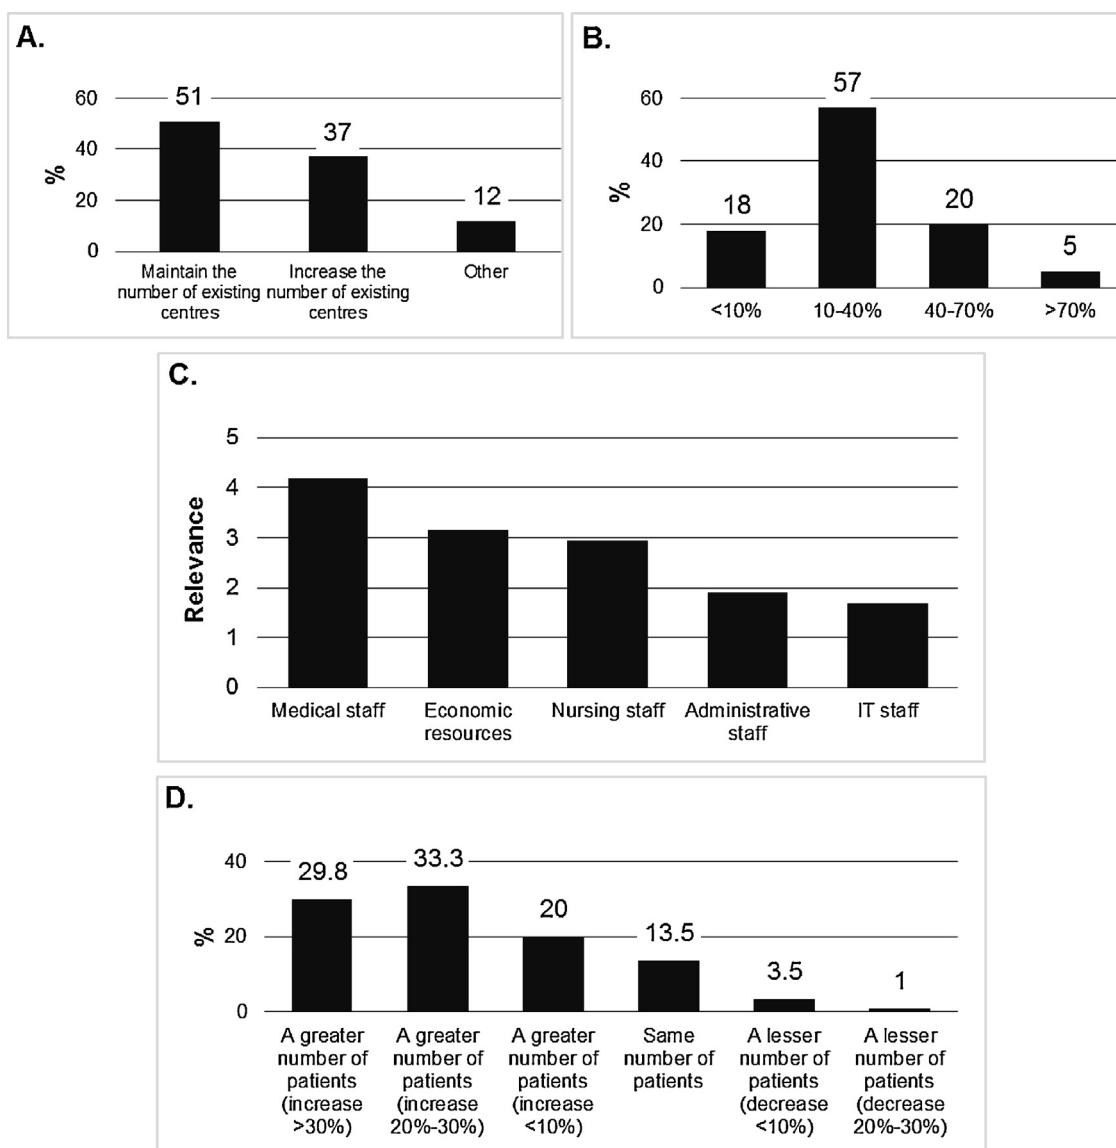 A.
60
40
20
0
%
51
37
12
Maintain the
number of existing
centres
Increase the
number of existing
centres
Other
B.
60
40
20
0
%
18
57
20
5
<10%
10-40%
40-70%
>70%
C.
5
4
3
2
1
0
Relevance
Medical staff
Economic
resources
Nursing staff
Administrative
staff
IT staff
D.
40
20
0
%
29.8
33.3
20
13.5
3.5
1
A greater
number of
patients
(increase
>30%)
A greater
number of
patients
(increase
20%-30%)
A greater
number of
patients
(increase
<10%)
Same
number of
patients
A lesser
number of
patients
(decrease
<10%)
A lesser
number of
patients
(decrease
20%-30%)